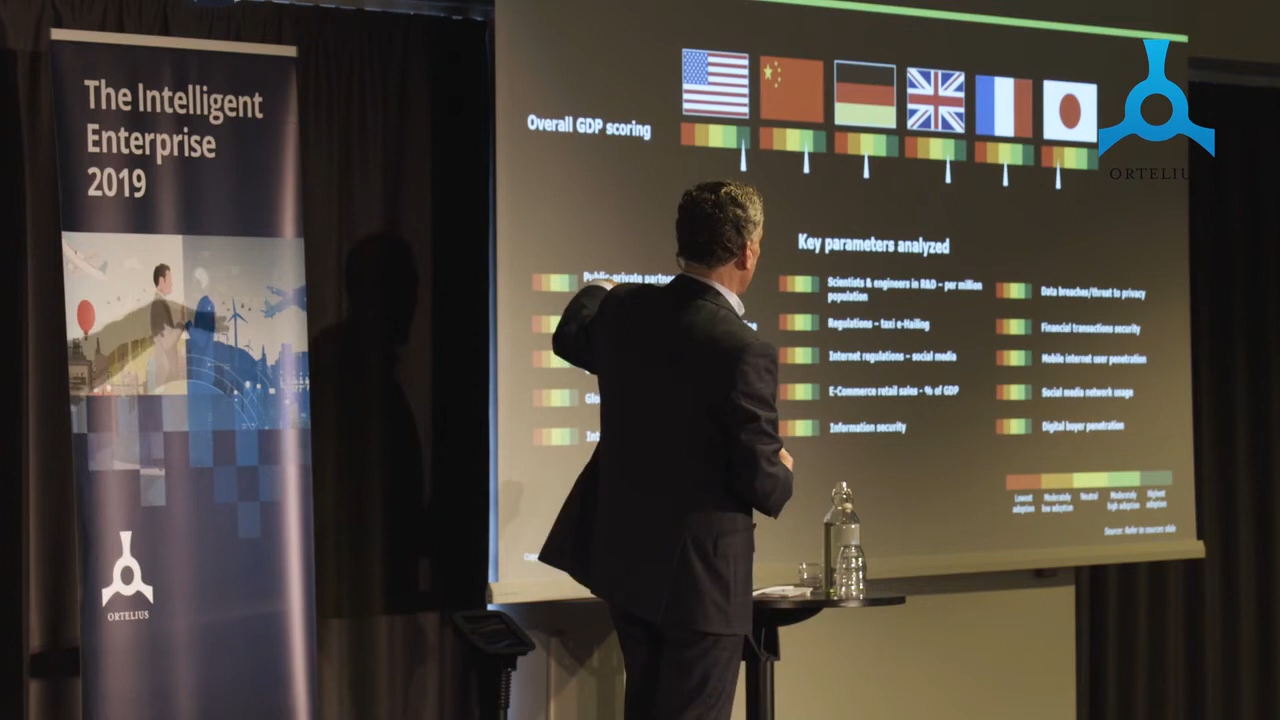 The Intelligent
Enterprise
2019
ORTELIUS
Overall GDP scoring
ORTELIU
Key parameters analyzed
Public-private
Scientists & engineers in R&D – per million
population
Regulations – taxi e-Hailing
Internet regulations – social media
E-Commerce retail sales - % of GDP
Information security
Data breaches/threat to privacy
Financial transactions security
Mobile internet user penetration
Social media network usage
Digital buyer penetration
Lowest
adoption
Moderately
low adoption
Neutral
Moderately
high adoption
Highest
adoption
Source: Refer to sources slide